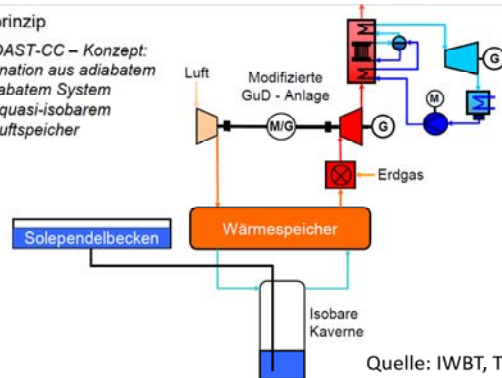 prinzip
OAST-CC – Konzept:
nation aus adiabatem
abatem System
quasi-isobarem
uftspeicher
Luft
Modifizierte
GuD - Anlage
M/G
G
G
M
Erdgas
Wärmespeicher
Solependelbecken
Isobare
Kaverne
Quelle: IWBT, T